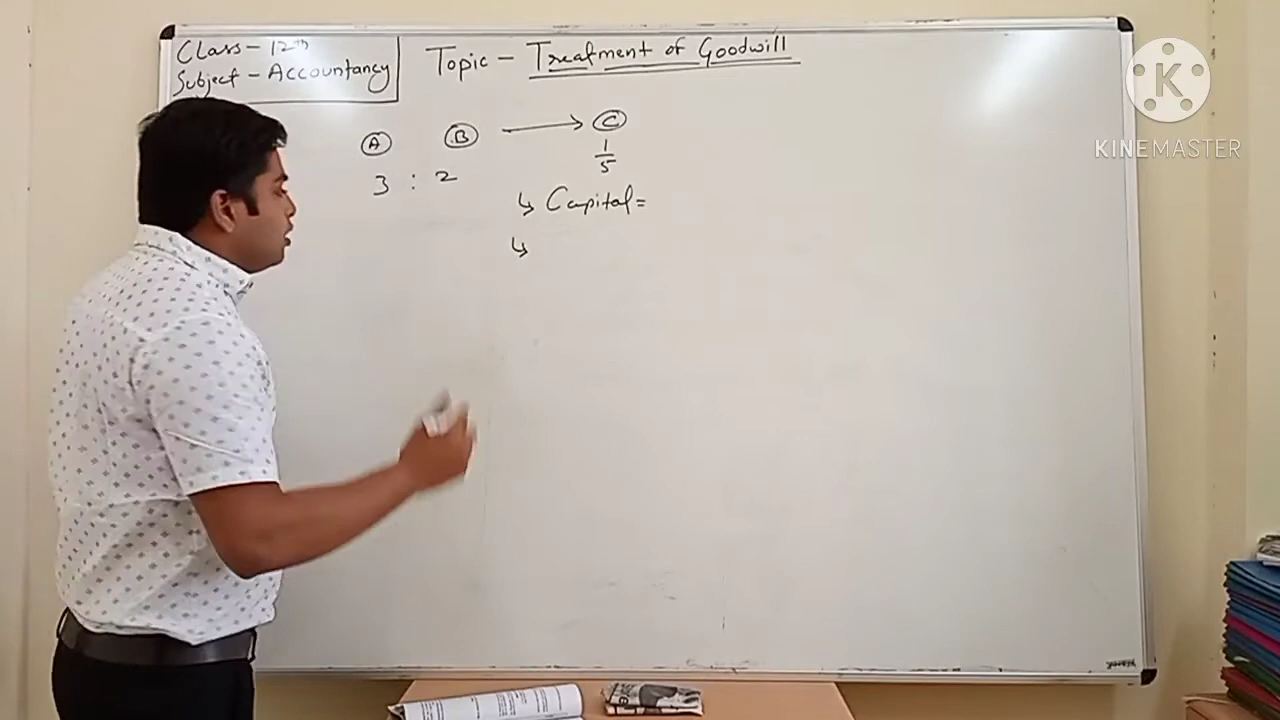 Class - 12th
Subject - Accountancy
Topic - Treatment of Goodwill
A B → C
3 : 2
1/5
↳ Capital =
↳
K
KINEMASTER